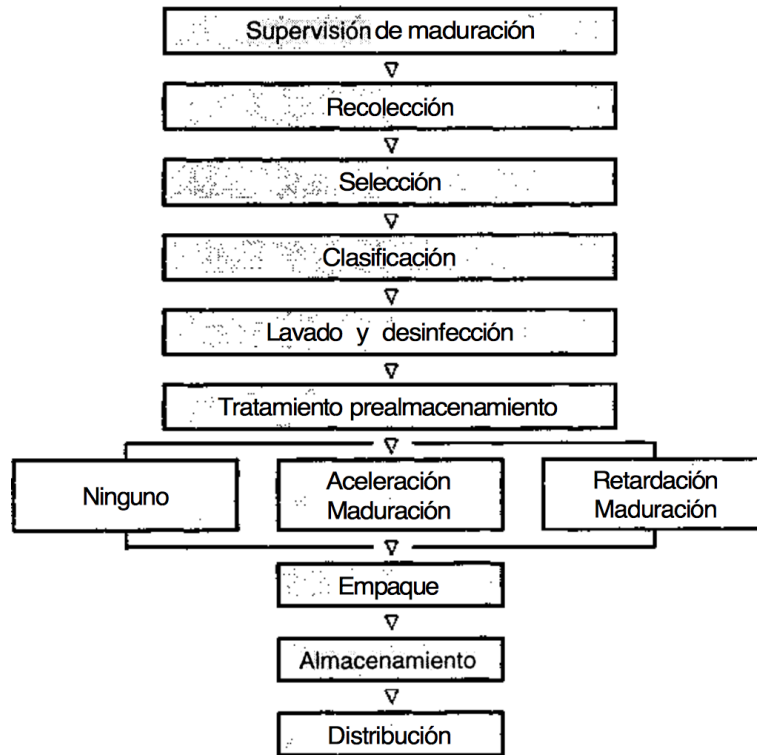 Supervisión de maduración
Recolección
Selección
Clasificación
Lavado y desinfección
Tratamiento prealmacenamiento
Ninguno
Aceleración
Maduración
Retardación
Maduración
Empaque
Almacenamiento
Distribución